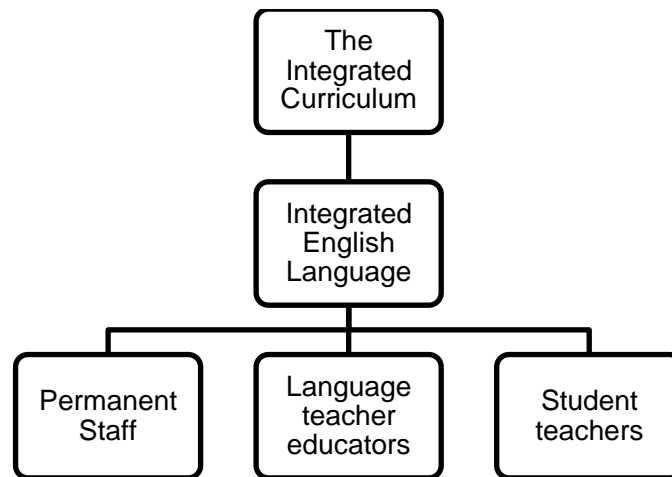 The
Integrated
Curriculum
Integrated
English
Language
Permanent
Staff
Language
teacher
educators
Student
teachers